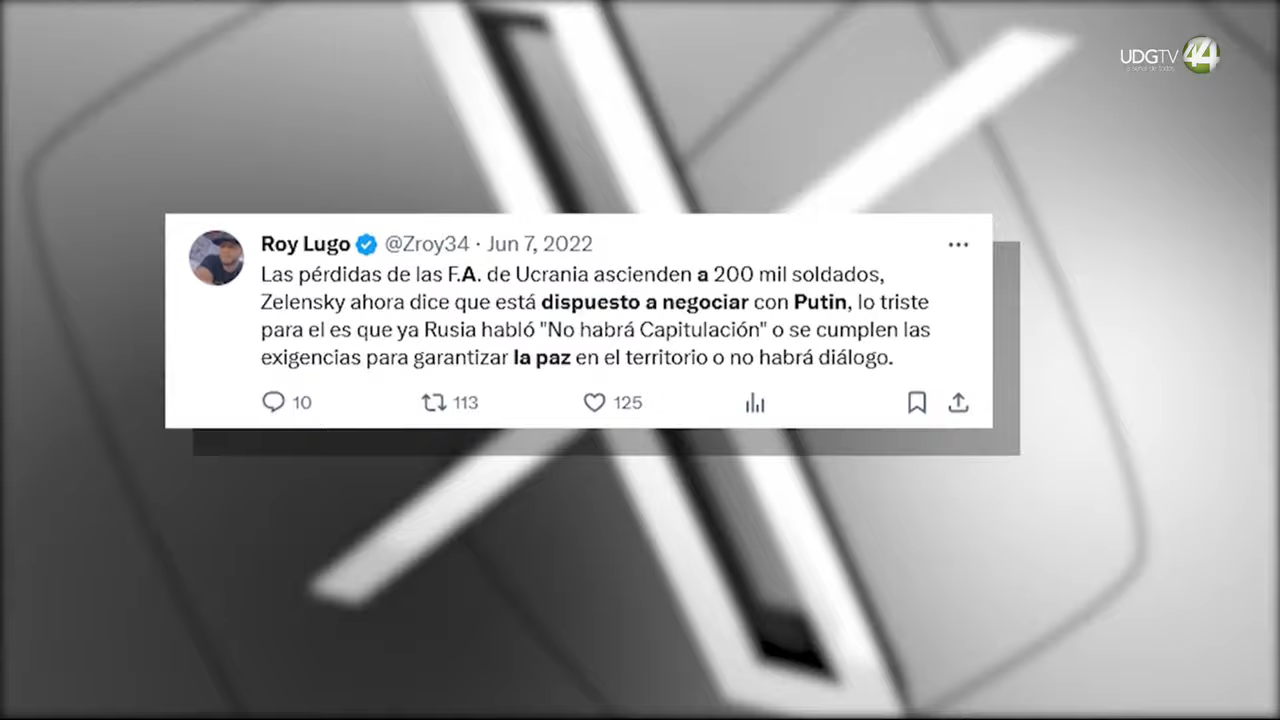 UDGTV 44
Roy Lugo @Zroy34 · Jun 7, 2022
Las pérdidas de las F.A. de Ucrania ascienden a 200 mil soldados,
Zelensky ahora dice que está dispuesto a negociar con Putin, lo triste
para el es que ya Rusia habló "No habrá Capitulación" o se cumplen las
exigencias para garantizar la paz en el territorio o no habrá diálogo.
10 113 125